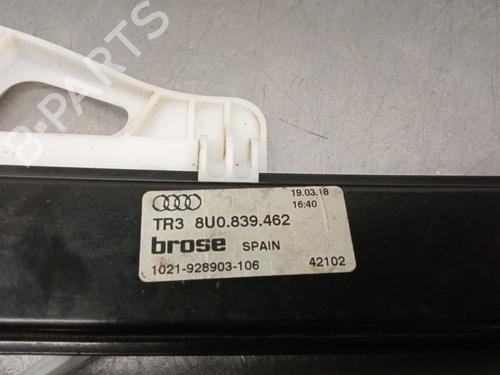 B-PARTS
19.03.18
16:40
TR3 8U0.839.462
brose SPAIN
1021-928903-106 42102